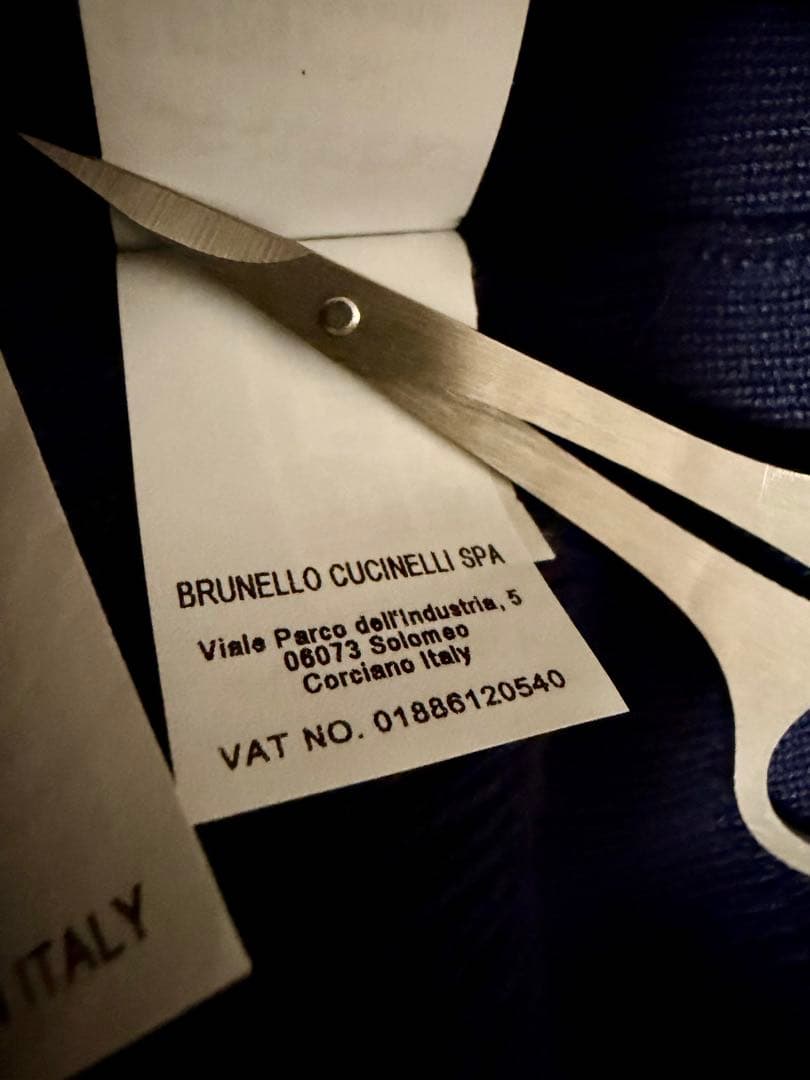 BRUNELLO CUCINELLI SPA
Viale Parco dell'Industria, 5
06073 Solomeo
Corciano Italy
VAT NO. 01886120540
ITALY